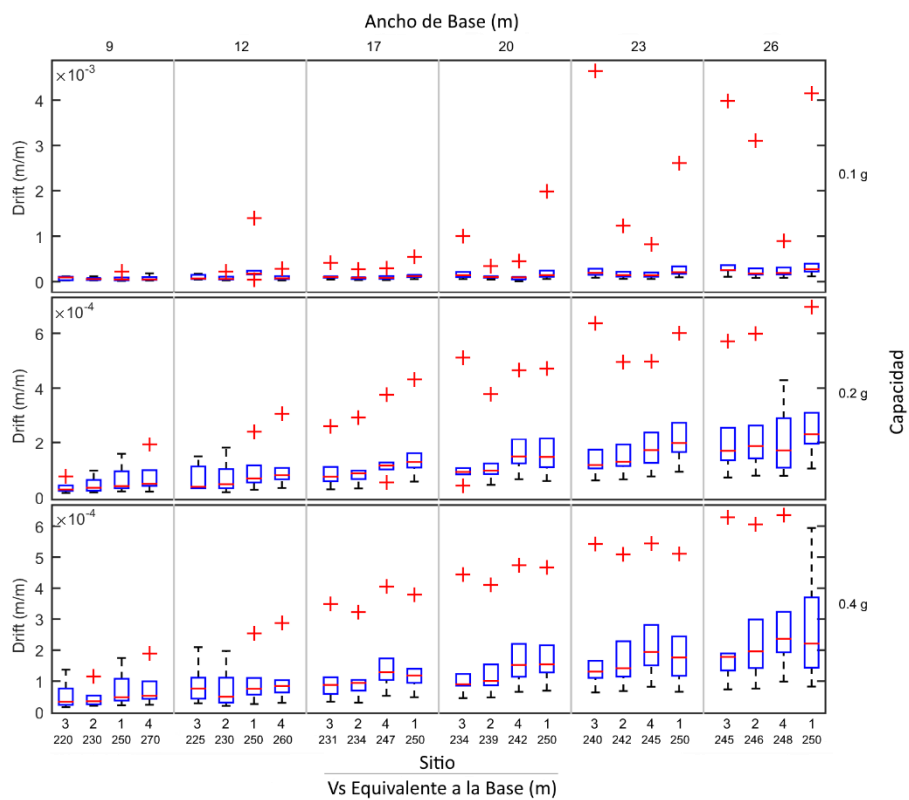 Ancho de Base (m)
9 12 17 20 23 26
×10-3
4
3
2
1
0
Drift (m/m)
0.1 g
×10-4
6
4
2
0
Drift (m/m)
0.2 g
Capacidad
×10-4
6
5
4
3
2
1
0
Drift (m/m)
0.4 g
3 2 1 4 3 2 1 4 3 2 4 1 3 2 4 1 3 2 4 1 3 2 4 1
220 230 250 270 225 230 250 260 231 234 247 250 234 239 242 250 240 242 245 250 245 246 248 250
Sitio
Vs Equivalente a la Base (m)